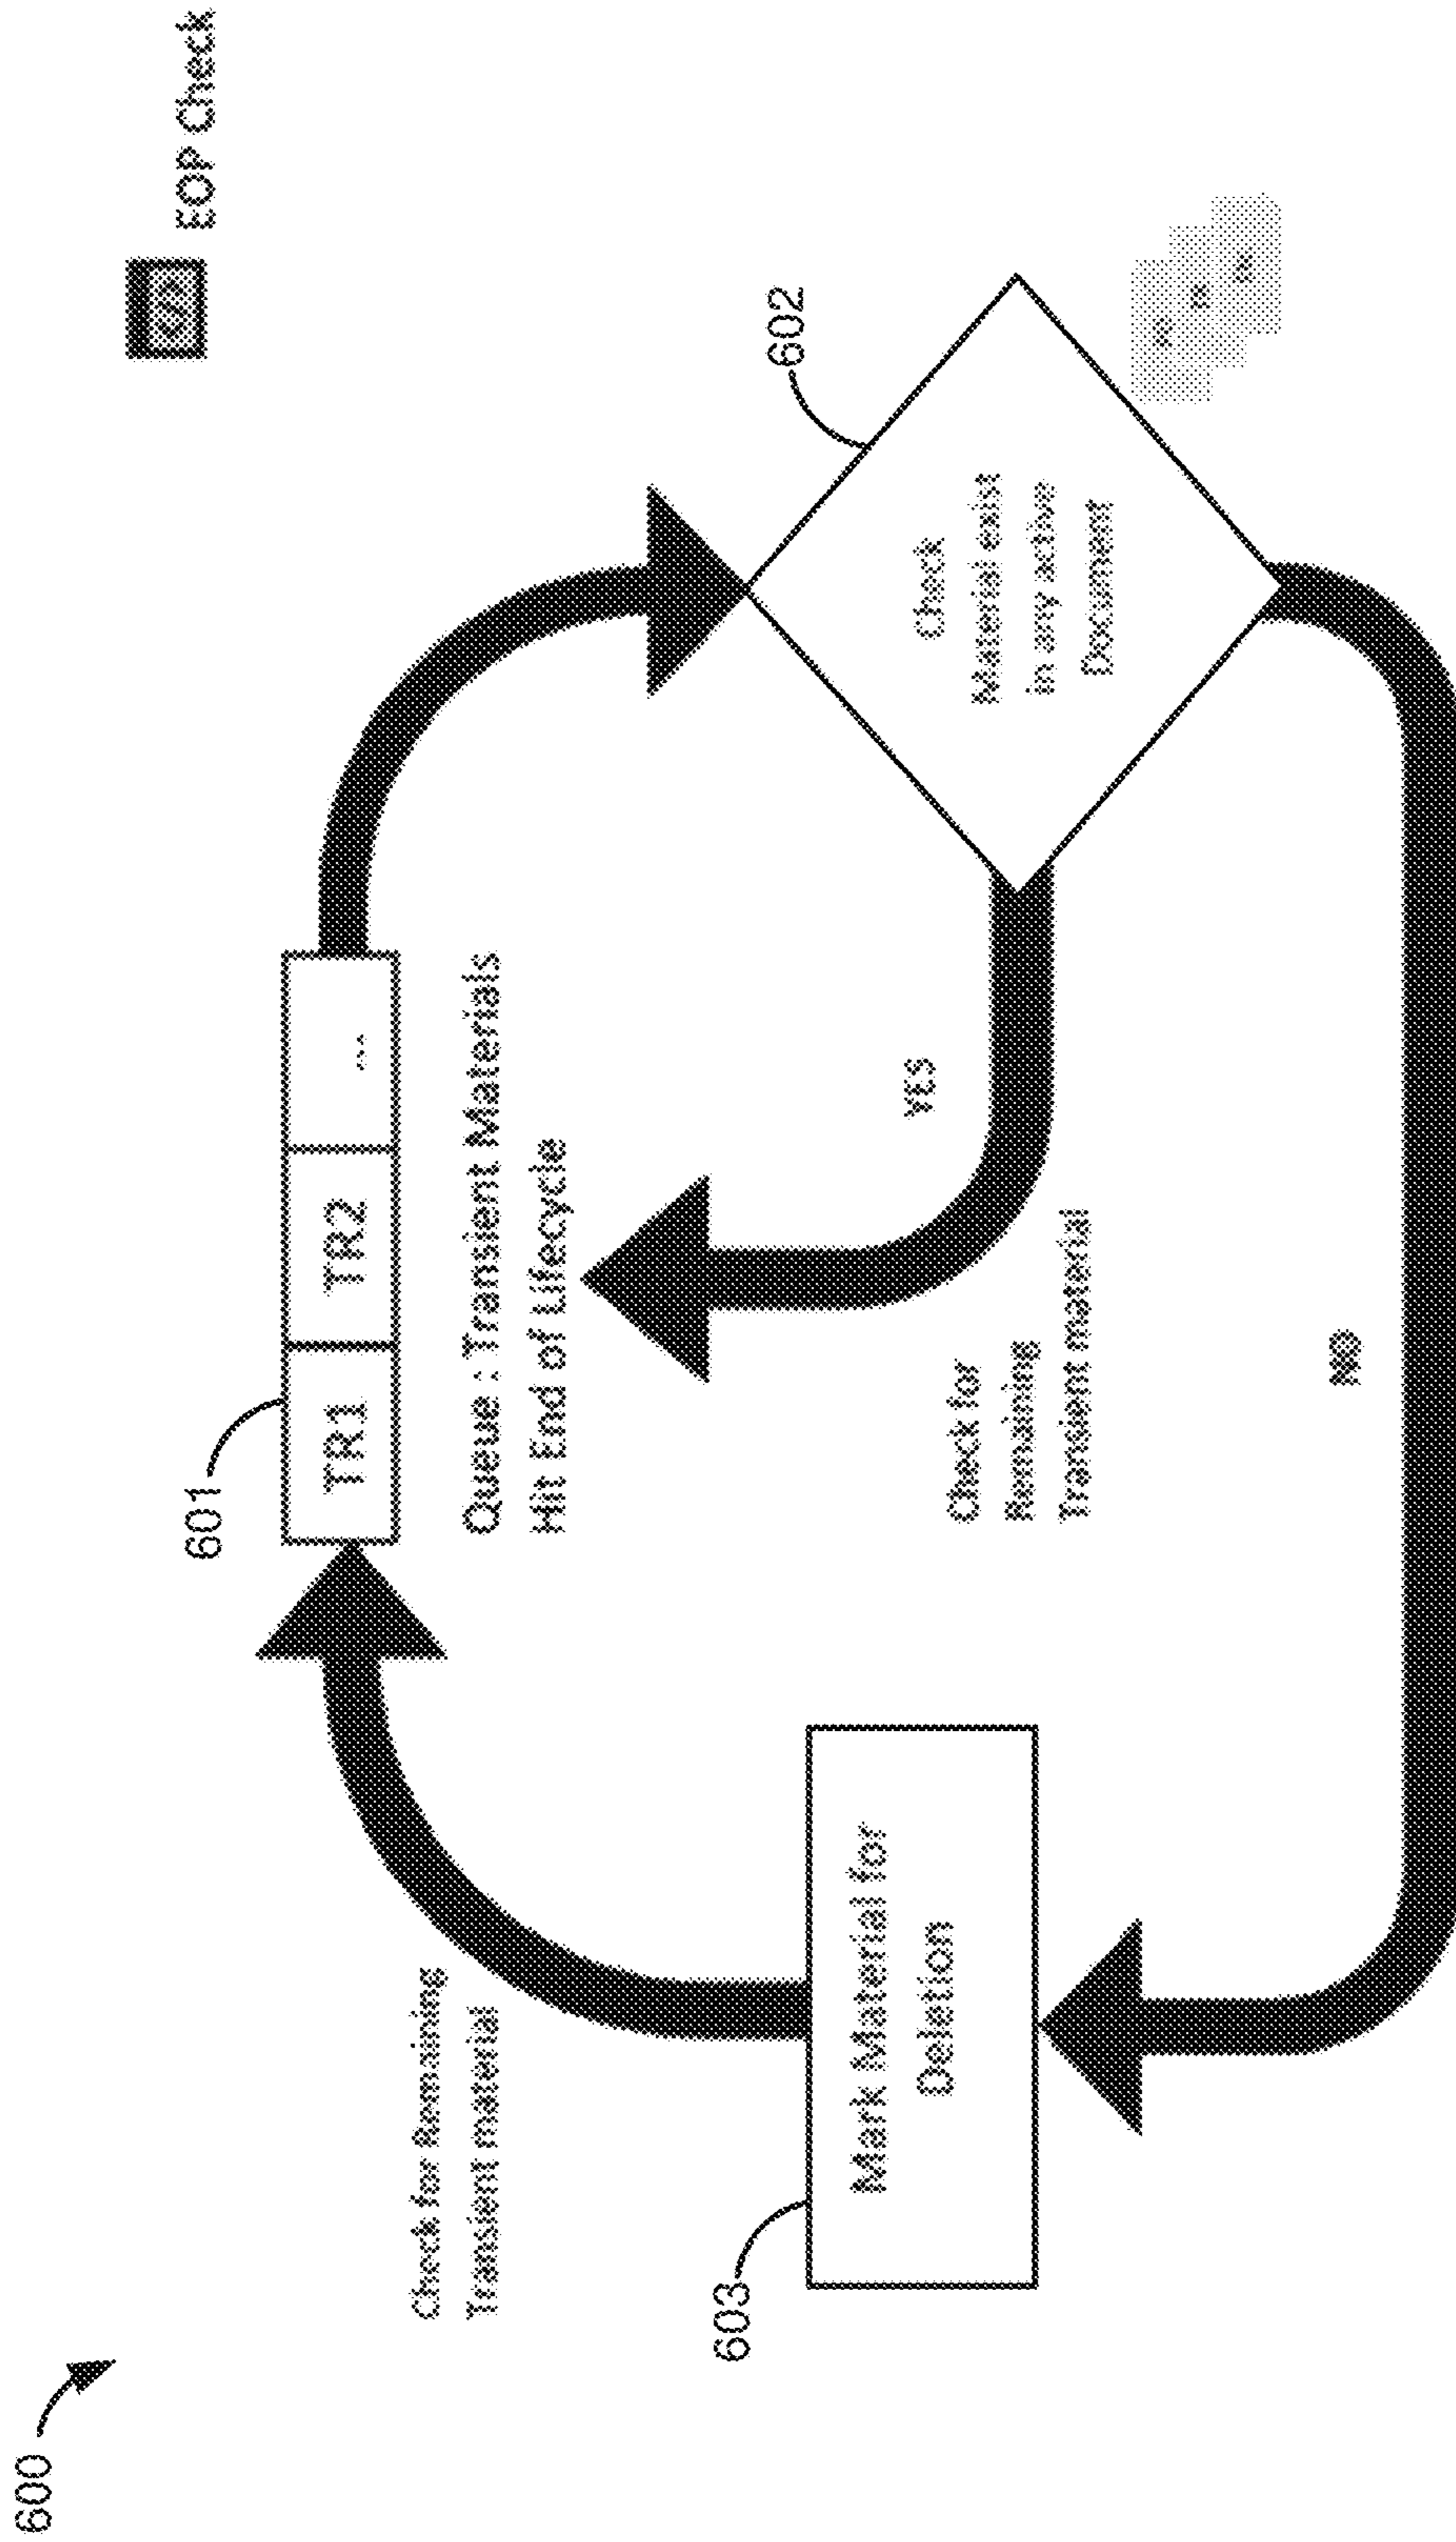 600
</> EOP Check
601
TR1 TR2 ...
Queue : Transient Materials
Hit End of Lifecycle
602
Check
Material exist
in any active
Document
YES
Check for
Remaining
Transient material
NO
603
Mark Material for
Deletion
Check for Remaining
Transient material